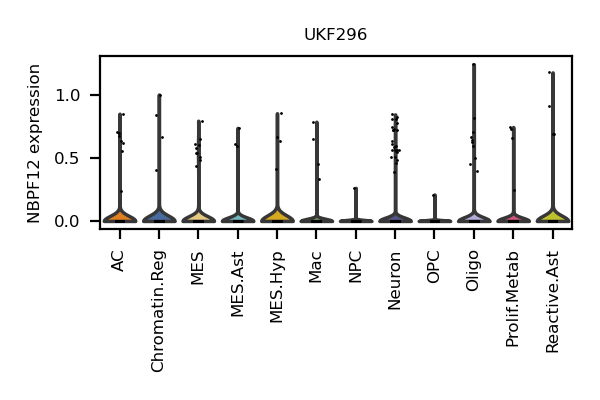 UKF296
NBPF12 expression
1.0
0.5
0.0
AC
Chromatin.Reg
MES
MES.Ast
MES.Hyp
Mac
NPC
Neuron
OPC
Oligo
Prolif.Metab
Reactive.Ast